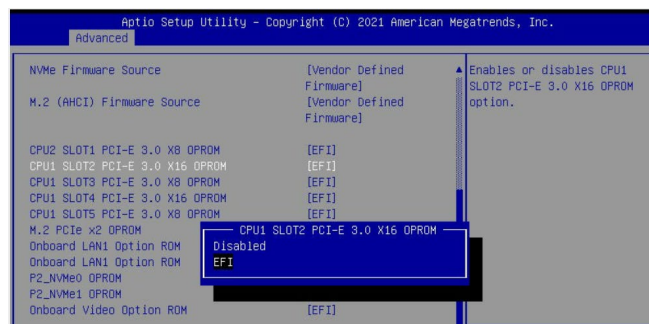 Aptio Setup Utility – Copyright (C) 2021 American Megatrends, Inc.
Advanced
NVMe Firmware Source [Vendor Defined Firmware]
M.2 (AHCI) Firmware Source [Vendor Defined Firmware]
CPU2 SLOT1 PCI-E 3.0 X8 OPROM [EFI]
CPU1 SLOT2 PCI-E 3.0 X16 OPROM [EFI]
CPU1 SLOT3 PCI-E 3.0 X8 OPROM [EFI]
CPU1 SLOT4 PCI-E 3.0 X16 OPROM [EFI]
CPU1 SLOT5 PCI-E 3.0 X8 OPROM [EFI]
M.2 PCIe x2 OPROM
Onboard LAN1 Option ROM
Onboard LAN1 Option ROM
P2_NVMe0 OPROM
P2_NVMe1 OPROM
Onboard Video Option ROM [EFI]
CPU1 SLOT2 PCI-E 3.0 X16 OPROM
Disabled
EFI
Enables or disables CPU1
SLOT2 PCI-E 3.0 X16 OPROM
option.